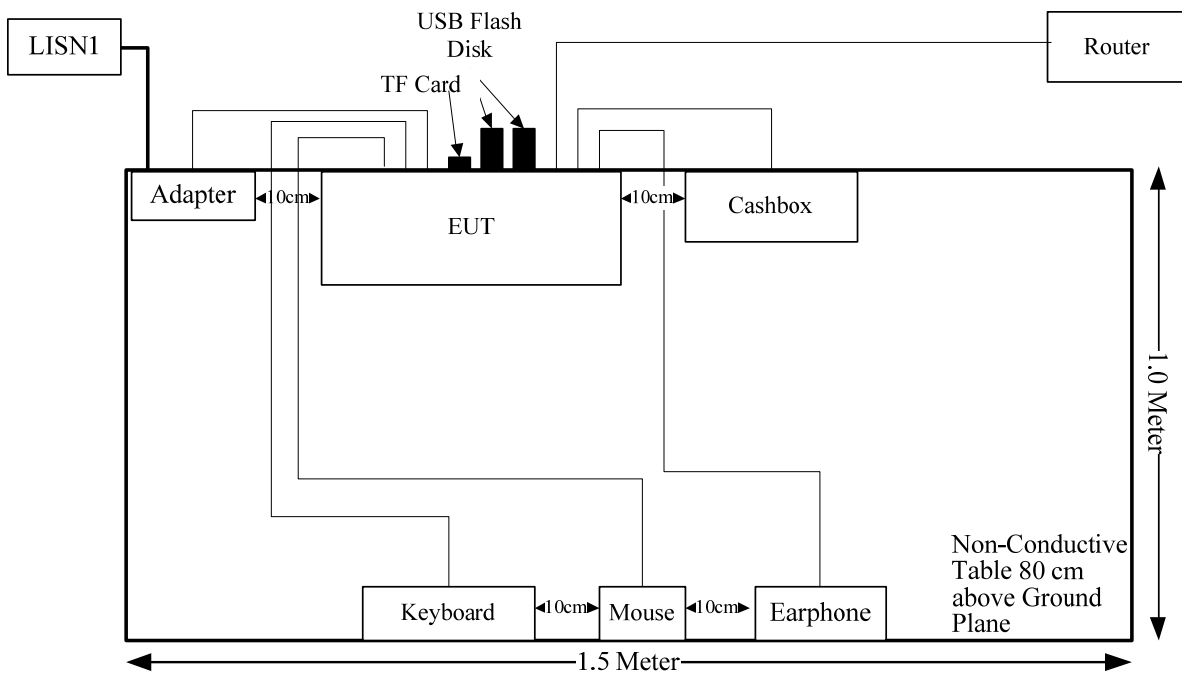 LISN1
USB Flash
Disk
TF Card
Router
Adapter
10cm
EUT
10cm
Cashbox
1.0 Meter
Keyboard
10cm
Mouse
10cm
Earphone
Non-Conductive
Table 80 cm
above Ground
Plane
1.5 Meter